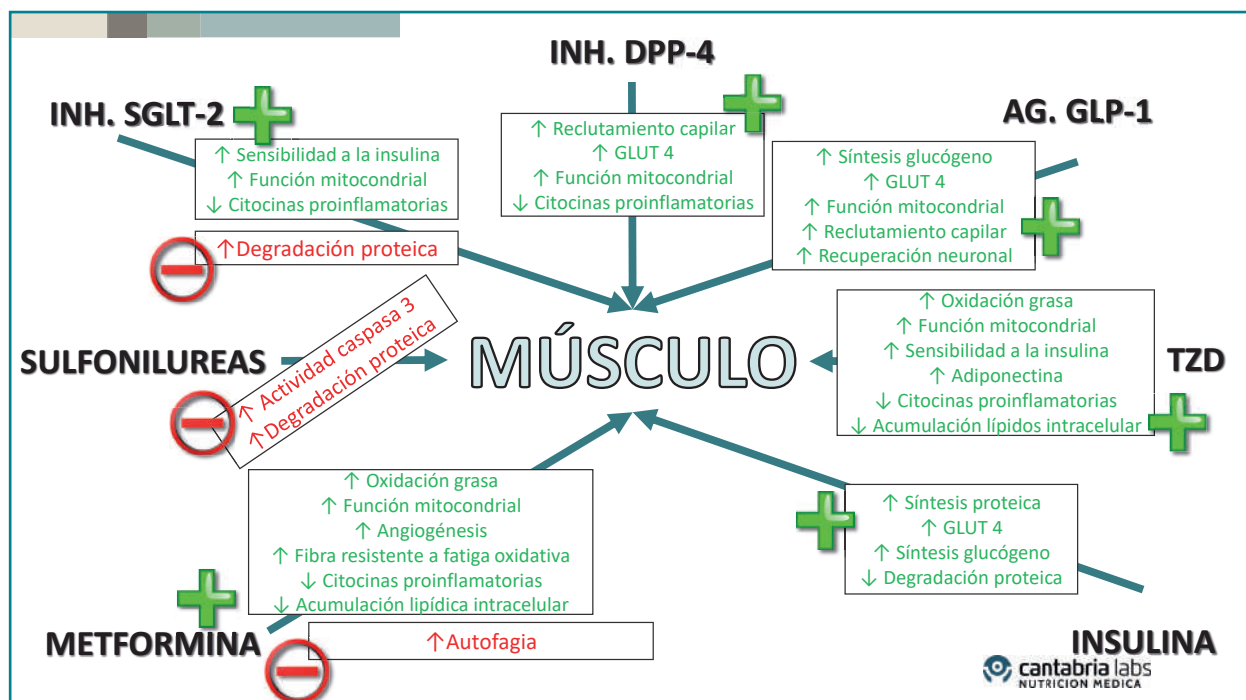 INH. DPP-4
INH. SGLT-2
AG. GLP-1
↑ Sensibilidad a la insulina
↑ Función mitocondrial
↓ Citocinas proinflamatorias
↑Degradación proteica
↑ Reclutamiento capilar
↑ GLUT 4
↑ Función mitocondrial
↓ Citocinas proinflamatorias
↑ Síntesis glucógeno
↑ GLUT 4
↑ Función mitocondrial
↑ Reclutamiento capilar
↑ Recuperación neuronal
SULFONILUREAS
↑ Actividad caspasa 3
↑Degradación proteica
MÚSCULO
↑ Oxidación grasa
↑ Función mitocondrial
↑ Sensibilidad a la insulina
↑ Adiponectina
↓ Citocinas proinflamatorias
↓ Acumulación lípidos intracelular
TZD
↑ Oxidación grasa
↑ Función mitocondrial
↑ Angiogénesis
↑ Fibra resistente a fatiga oxidativa
↓ Citocinas proinflamatorias
↓ Acumulación lipídica intracelular
↑Autofagia
METFORMINA
↑ Síntesis proteica
↑ GLUT 4
↑ Síntesis glucógeno
↓ Degradación proteica
INSULINA
cantabria labs
NUTRICION MEDICA